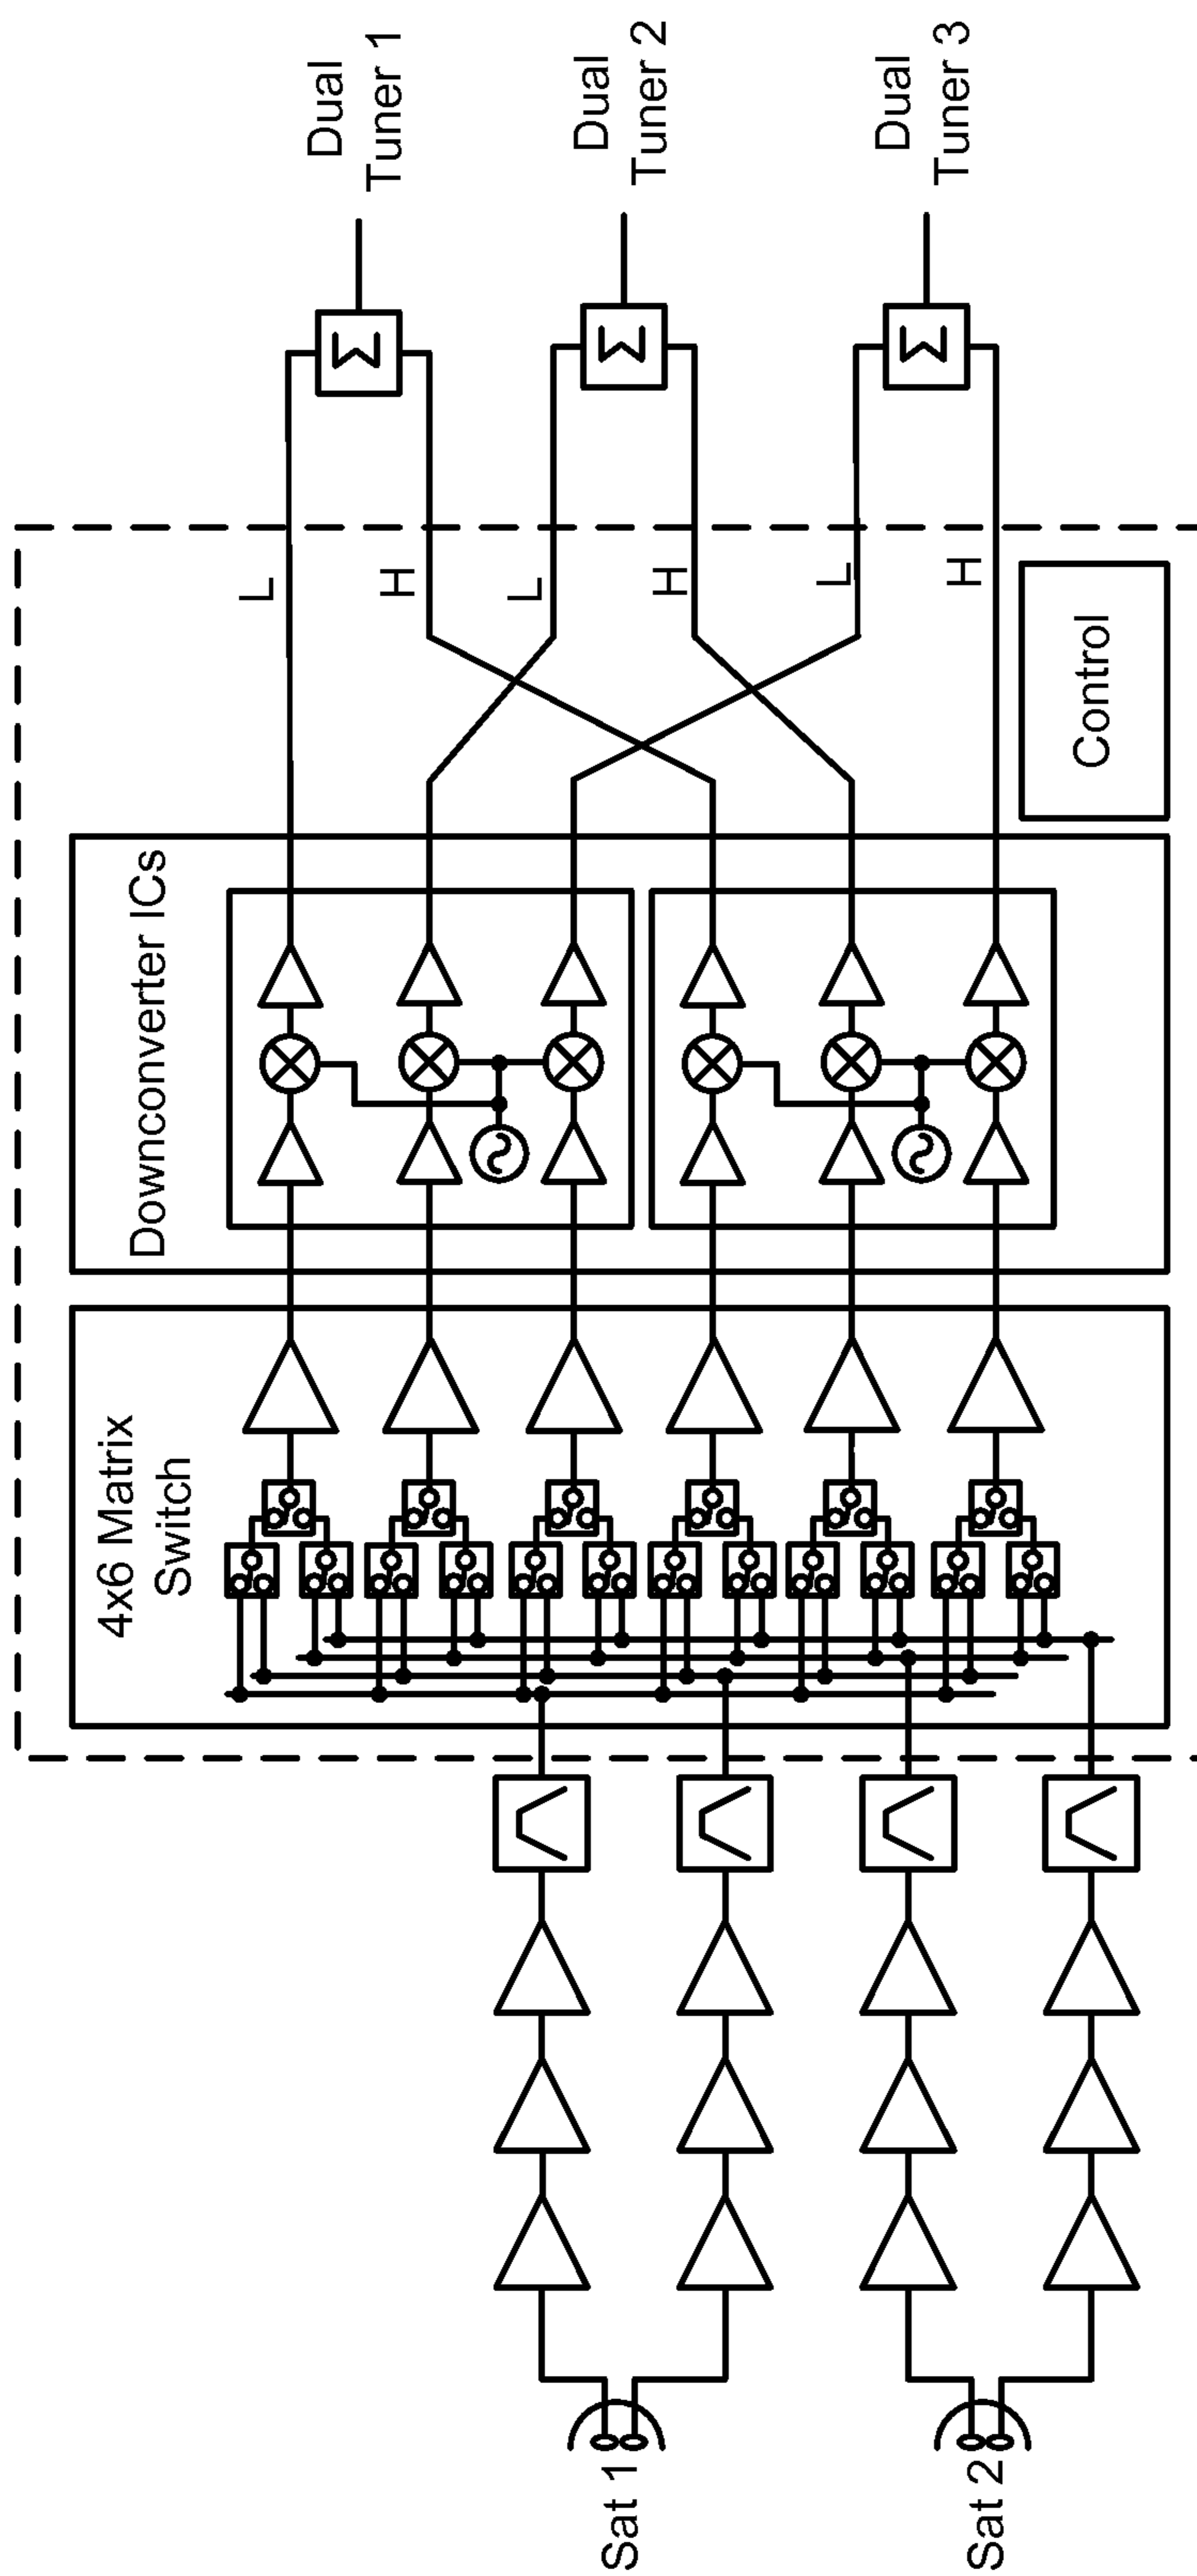 Sat 1
Sat 2
4x6 Matrix
Switch
Downconverter ICs
Control
L
H
L
H
L
H
Dual
Tuner 1
Dual
Tuner 2
Dual
Tuner 3